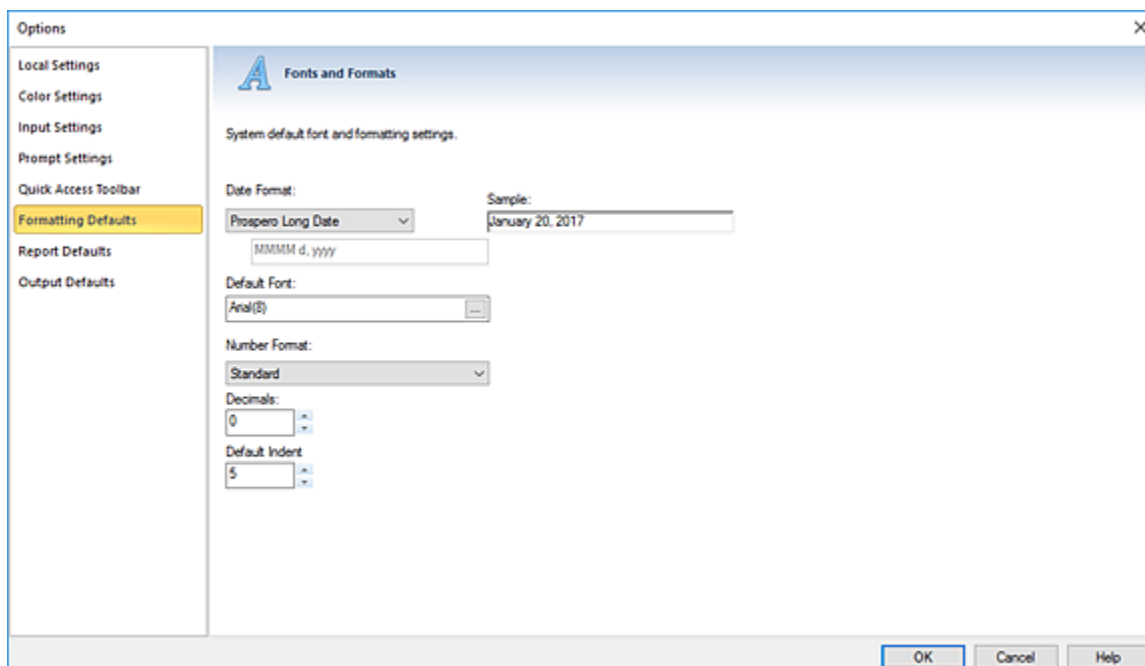 Options
Local Settings
Color Settings
Input Settings
Prompt Settings
Quick Access Toolbar
Formatting Defaults
Report Defaults
Output Defaults
A Fonts and Formats
System default font and formatting settings.
Date Format:
Sample:
Prospero Long Date
January 20, 2017
MMMM d, yyyy
Default Font:
Arial(8)
...
Number Format:
Standard
Decimals:
0
Default Indent
5
OK Cancel Help